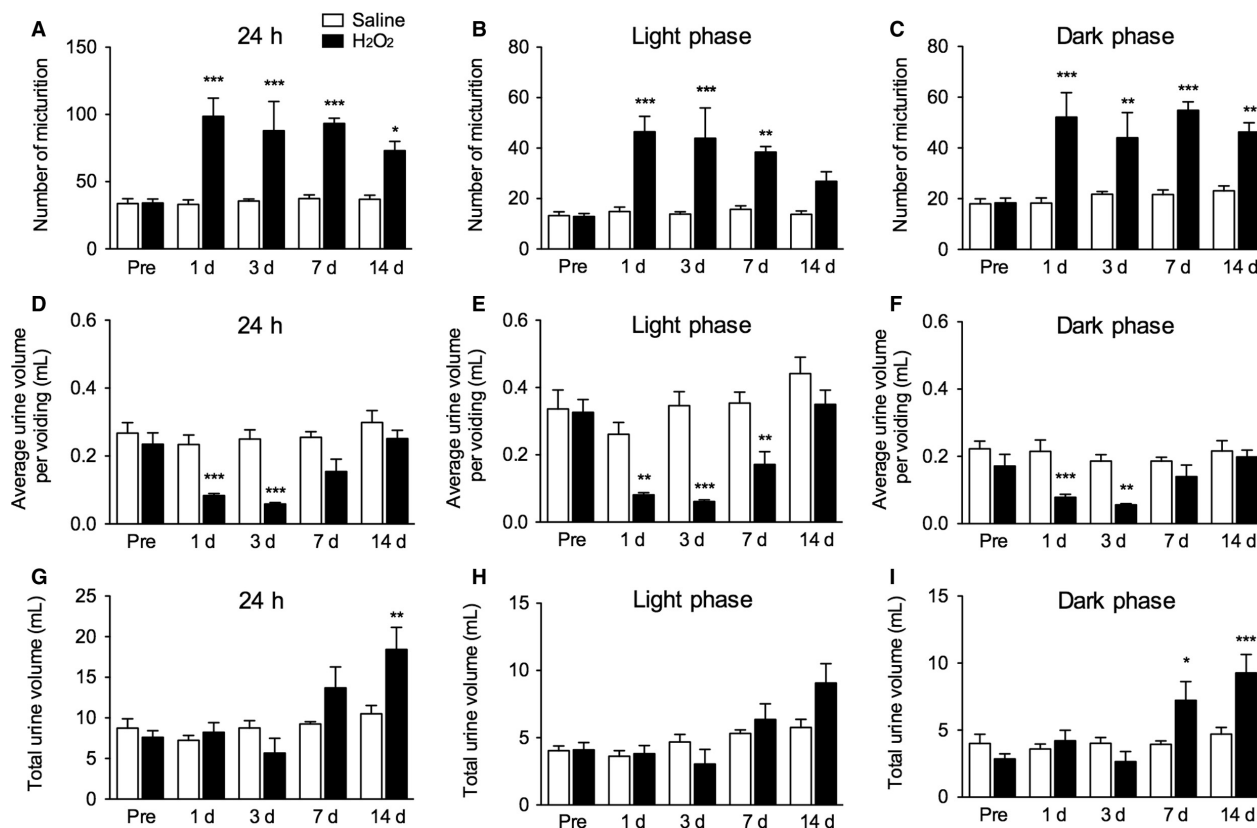 A
24 h
Saline
H₂O₂
Number of micturition
150
100
50
0
***
***
***
*
Pre 1 d 3 d 7 d 14 d
B
Light phase
Number of micturition
80
60
40
20
0
***
***
**
Pre 1 d 3 d 7 d 14 d
C
Dark phase
Number of micturition
80
60
40
20
0
***
**
***
**
Pre 1 d 3 d 7 d 14 d
D
24 h
Average urine volume
per voiding (mL)
0.6
0.4
0.2
0.0
***
***
Pre 1 d 3 d 7 d 14 d
E
Light phase
Average urine volume
per voiding (mL)
0.6
0.4
0.2
0.0
**
***
**
Pre 1 d 3 d 7 d 14 d
F
Dark phase
Average urine volume
per voiding (mL)
0.6
0.4
0.2
0.0
***
**
Pre 1 d 3 d 7 d 14 d
G
24 h
Total urine volume (mL)
25
20
15
10
5
0
**
Pre 1 d 3 d 7 d 14 d
H
Light phase
Total urine volume (mL)
15
10
5
0
Pre 1 d 3 d 7 d 14 d
I
Dark phase
Total urine volume (mL)
15
10
5
0
*
***
Pre 1 d 3 d 7 d 14 d